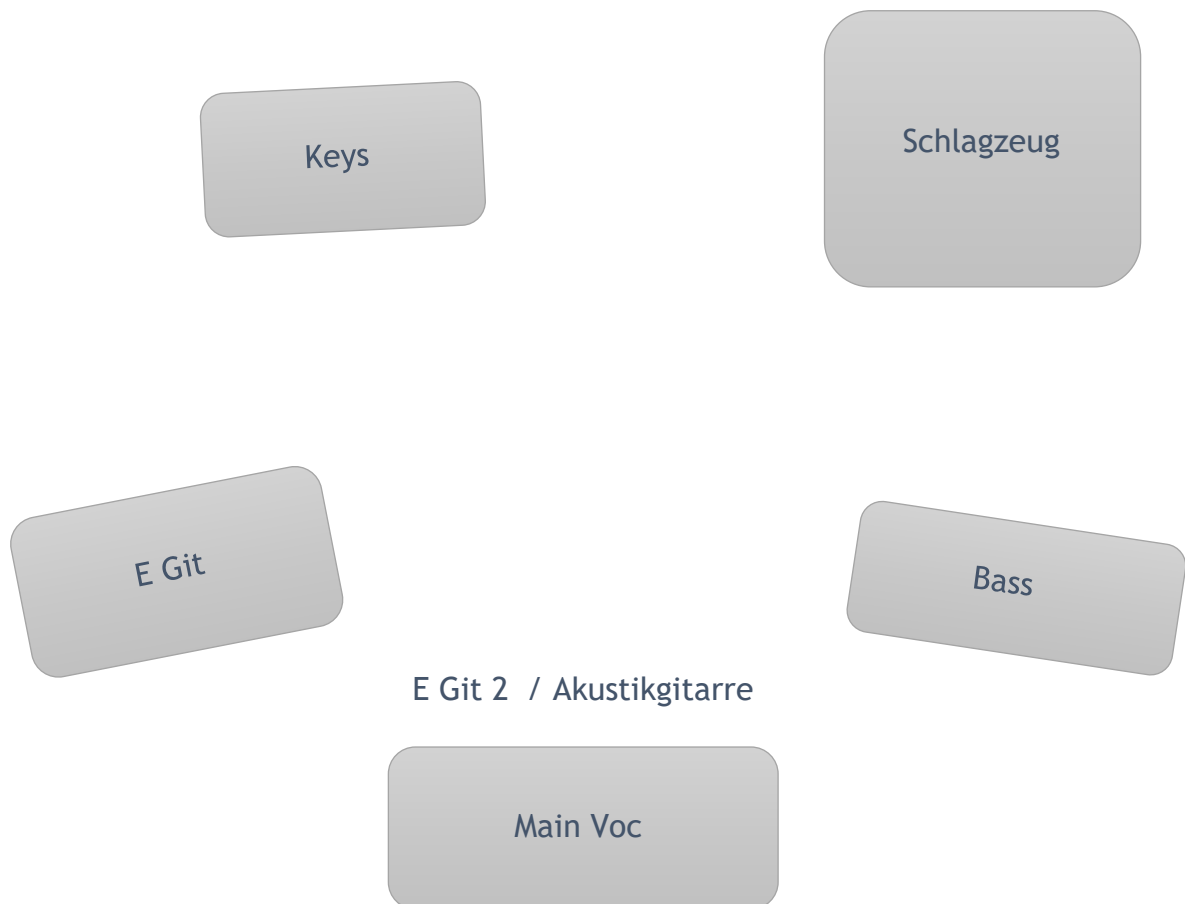 Schlagzeug
Keys
E Git
Bass
E Git 2  / Akustikgitarre
Main Voc